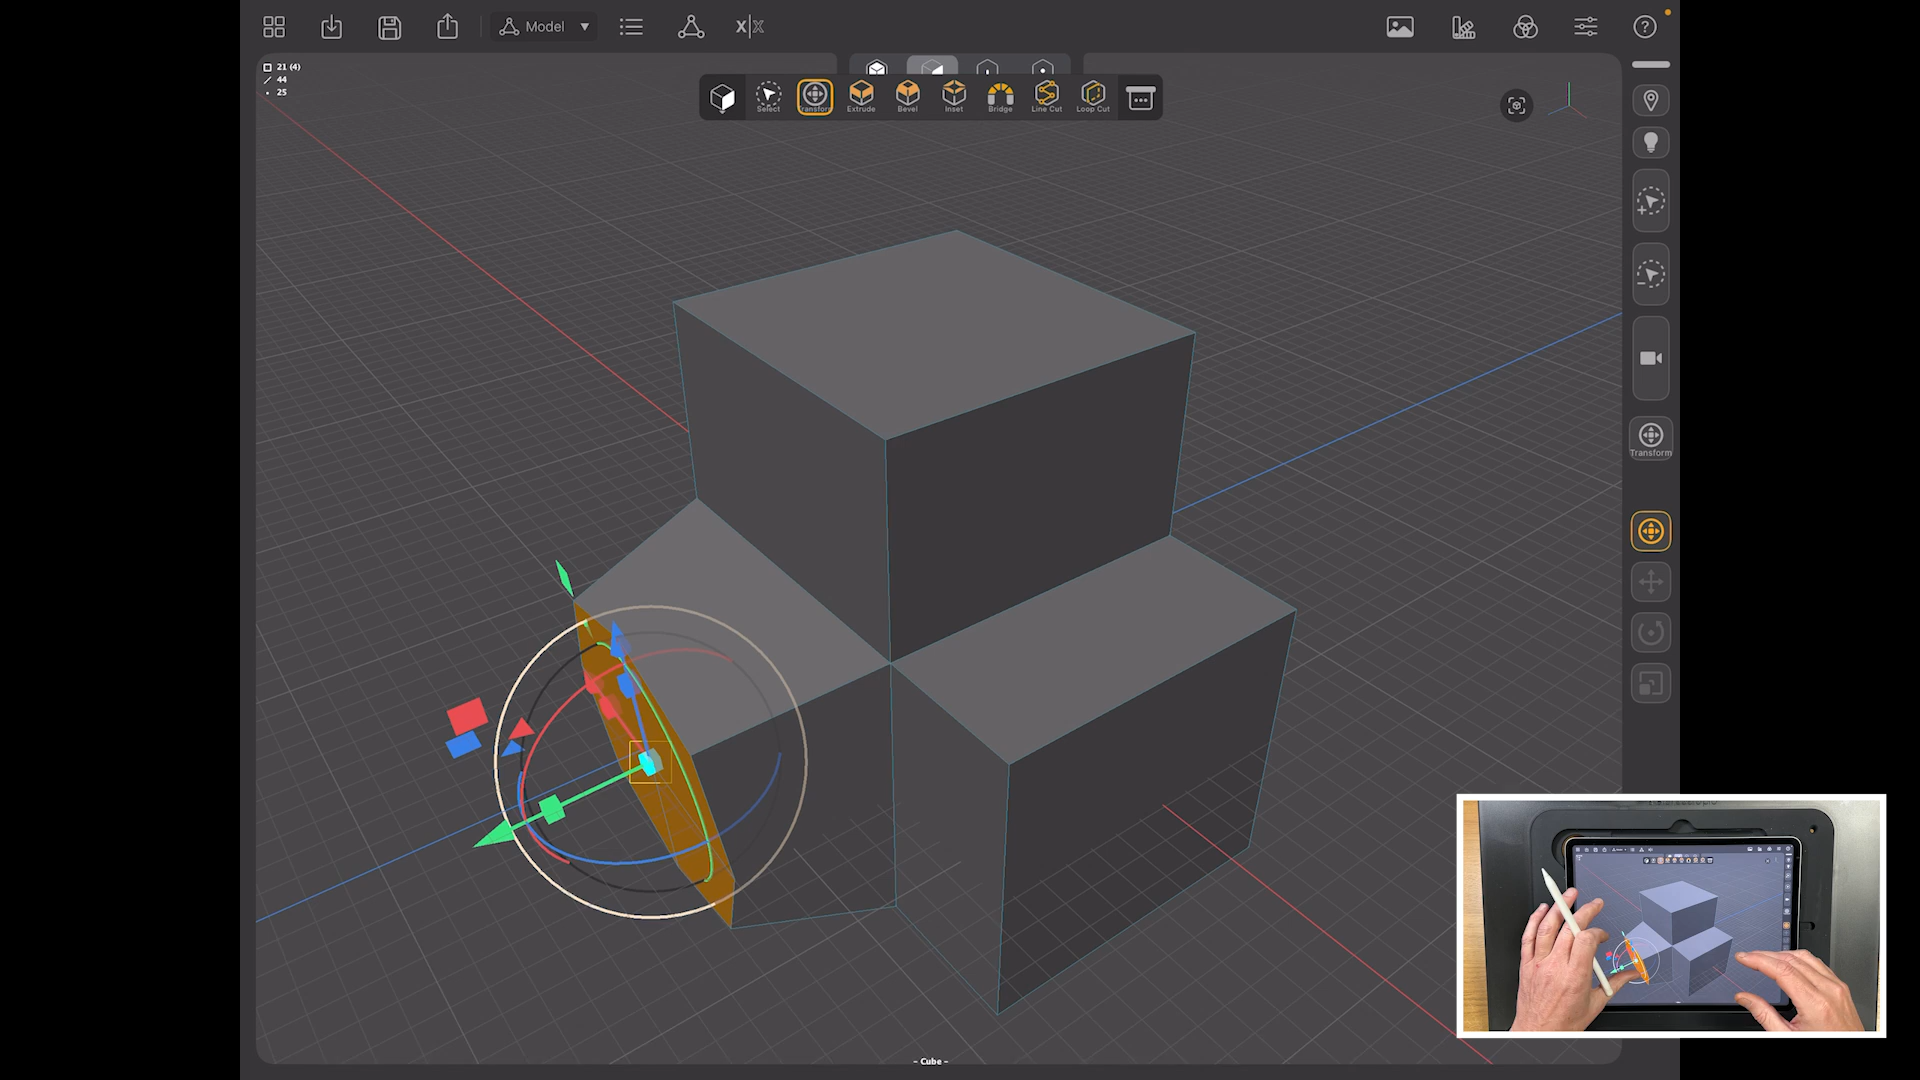 Model
X|X
21 (4)
44
25
Select
Transform
Extrude
Bevel
Inset
Bridge
Line Cut
Loop Cut
Transform
- Cube -